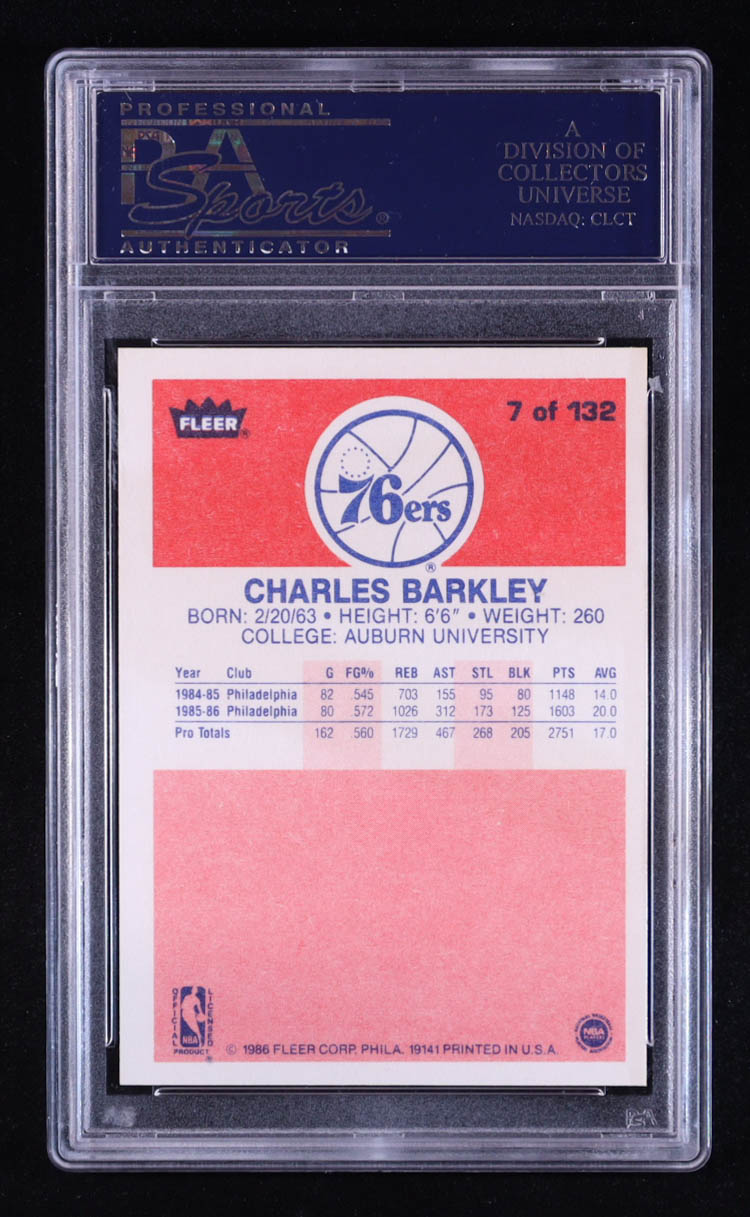 PROFESSIONAL
PSA
Sports®
AUTHENTICATOR
A
DIVISION OF
COLLECTORS
UNIVERSE
NASDAQ: CLCT
FLEER®
7 of 132
76ers
®
CHARLES BARKLEY
BORN: 2/20/63 • HEIGHT: 6'6" • WEIGHT: 260
COLLEGE: AUBURN UNIVERSITY
Year Club G FG% REB AST STL BLK PTS AVG
1984-85 Philadelphia 82 .545 703 155 95 80 1148 14.0
1985-86 Philadelphia 80 .572 1026 312 173 125 1603 20.0
Pro Totals 162 .560 1729 467 268 205 2751 17.0
OFFICIAL LICENSED
NBA
PRODUCT ®
© 1986 FLEER CORP. PHILA. 19141 PRINTED IN U.S.A.
NBA
PLAYERS
PSA